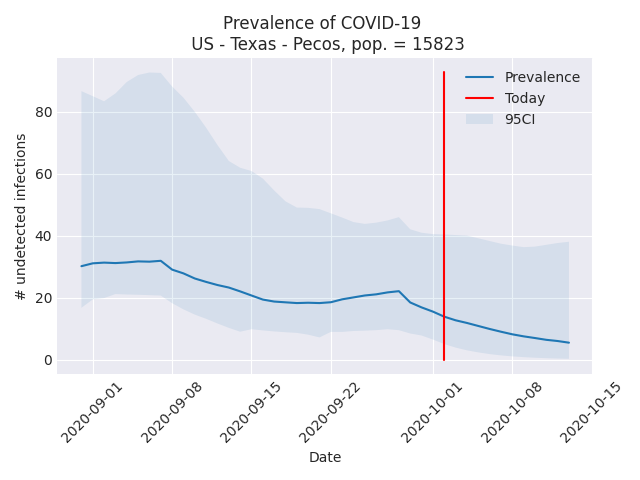 Prevalence of COVID-19
US - Texas - Pecos, pop. = 15823
# undetected infections
80
60
40
20
0
Prevalence
Today
95CI
2020-09-01
2020-09-08
2020-09-15
2020-09-22
2020-10-01
2020-10-08
2020-10-15
Date